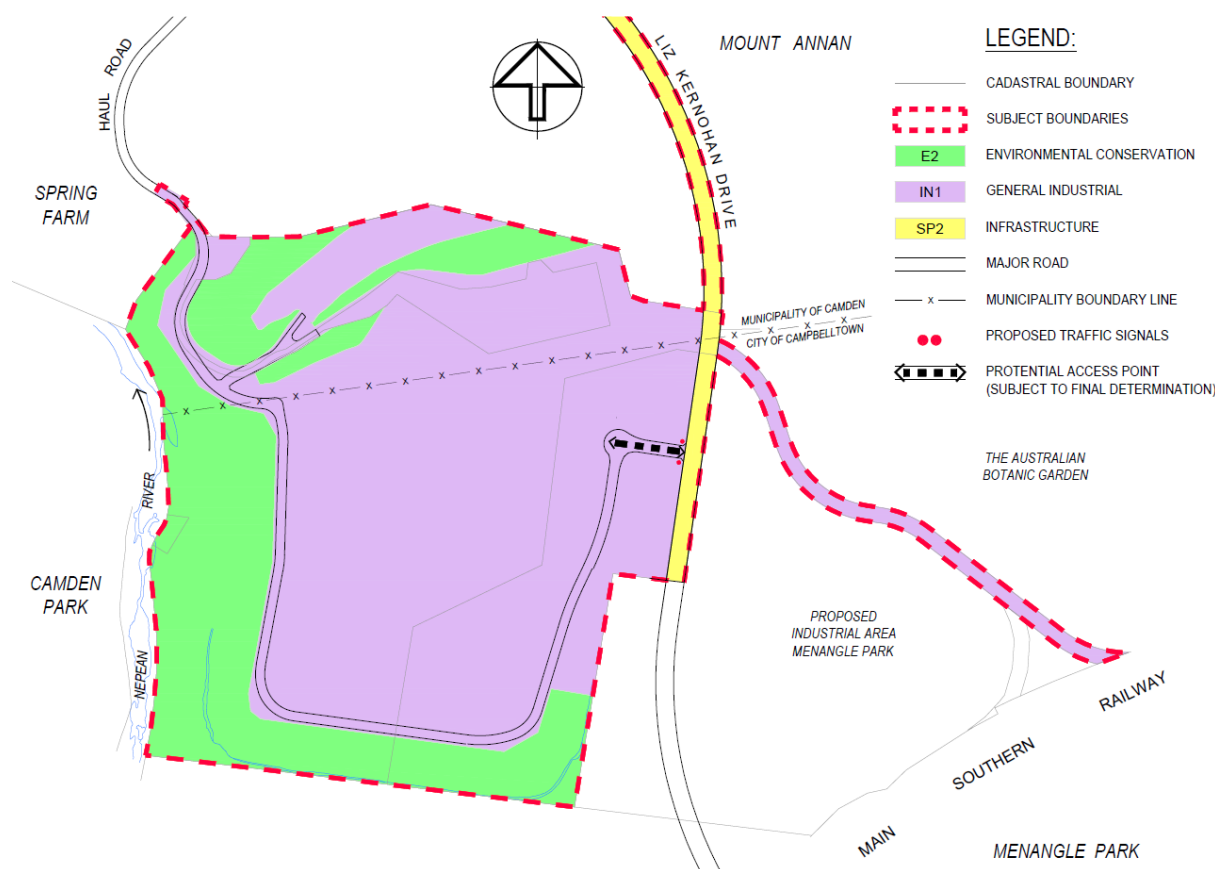 HAUL ROAD
LIZ KERNOHAN DRIVE
MOUNT ANNAN
SPRING
FARM
MUNICIPALITY OF CAMDEN
CITY OF CAMPBELLTOWN
THE AUSTRALIAN
BOTANIC GARDEN
RIVER
NEPEAN
CAMDEN
PARK
PROPOSED
INDUSTRIAL AREA
MENANGLE PARK
MAIN
SOUTHERN
RAILWAY
MENANGLE PARK
LEGEND:
CADASTRAL BOUNDARY
SUBJECT BOUNDARIES
E2 ENVIRONMENTAL CONSERVATION
IN1 GENERAL INDUSTRIAL
SP2 INFRASTRUCTURE
MAJOR ROAD
x MUNICIPALITY BOUNDARY LINE
PROPOSED TRAFFIC SIGNALS
PROTENTIAL ACCESS POINT
(SUBJECT TO FINAL DETERMINATION)